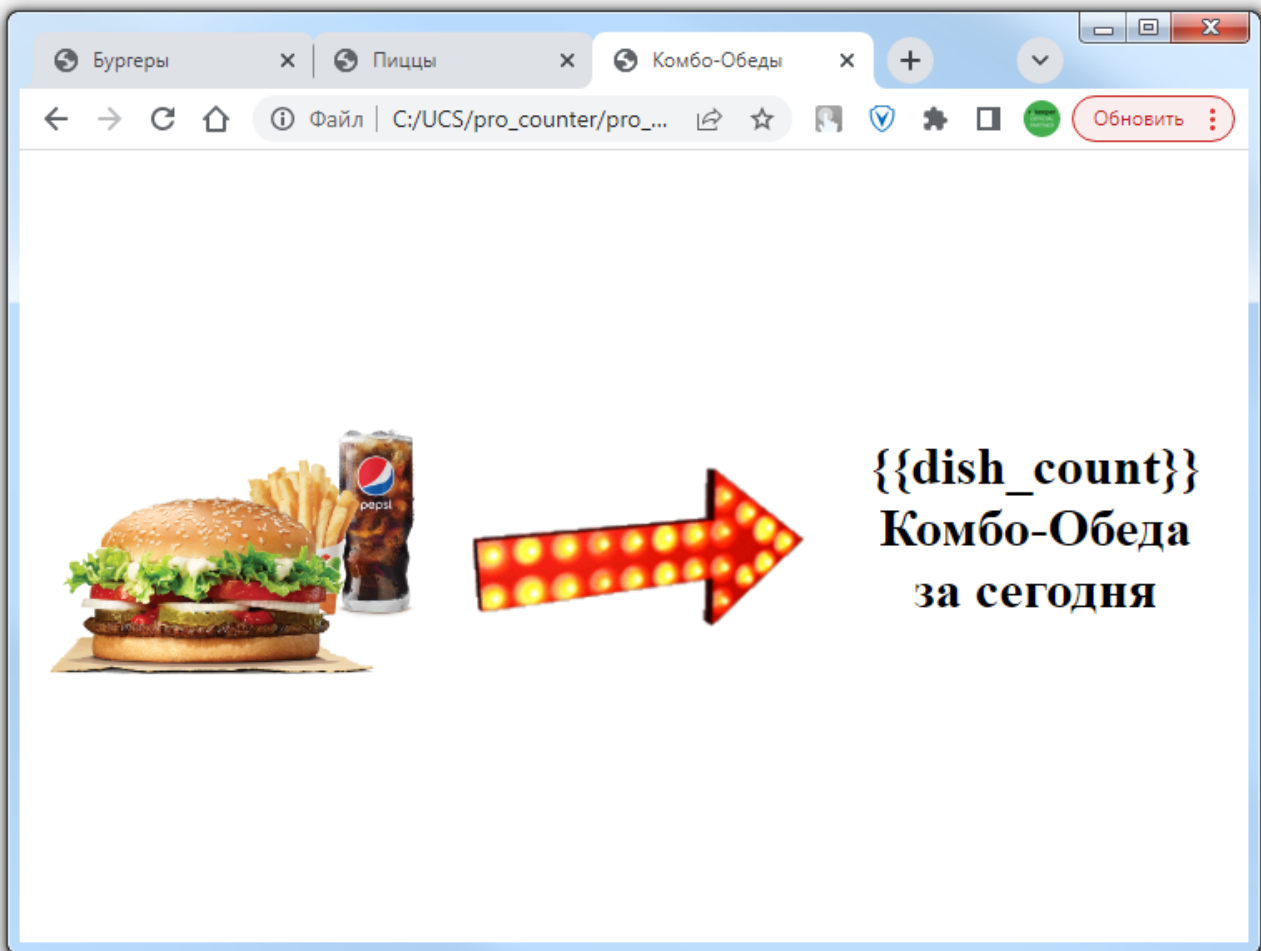 Бургеры
Пиццы
Комбо-Обеды
Файл
C:/UCS/pro_counter/pro_...
Обновить
pepsi
{{dish_count}}
Комбо-Обеда
за сегодня